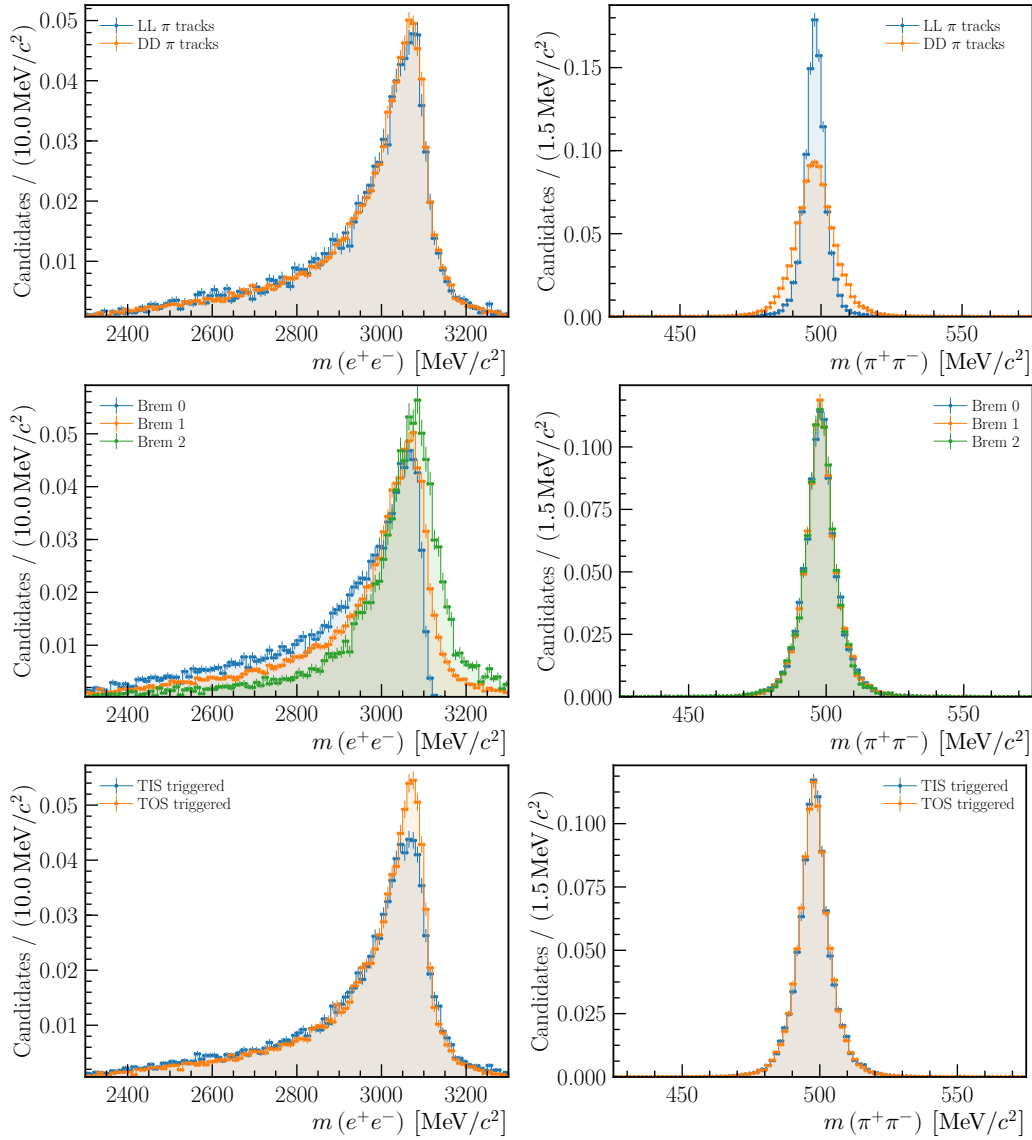 Candidates / (10.0 MeV/c²)
0.05
0.04
0.03
0.02
0.01
LL π tracks
DD π tracks
2400 2600 2800 3000 3200
m (e⁺e⁻) [MeV/c²]
Candidates / (1.5 MeV/c²)
0.15
0.10
0.05
0.00
LL π tracks
DD π tracks
450 500 550
m (π⁺π⁻) [MeV/c²]
Candidates / (10.0 MeV/c²)
0.05
0.04
0.03
0.02
0.01
Brem 0
Brem 1
Brem 2
2400 2600 2800 3000 3200
m (e⁺e⁻) [MeV/c²]
Candidates / (1.5 MeV/c²)
0.100
0.075
0.050
0.025
0.000
Brem 0
Brem 1
Brem 2
450 500 550
m (π⁺π⁻) [MeV/c²]
Candidates / (10.0 MeV/c²)
0.05
0.04
0.03
0.02
0.01
TIS triggered
TOS triggered
2400 2600 2800 3000 3200
m (e⁺e⁻) [MeV/c²]
Candidates / (1.5 MeV/c²)
0.100
0.075
0.050
0.025
0.000
TIS triggered
TOS triggered
450 500 550
m (π⁺π⁻) [MeV/c²]